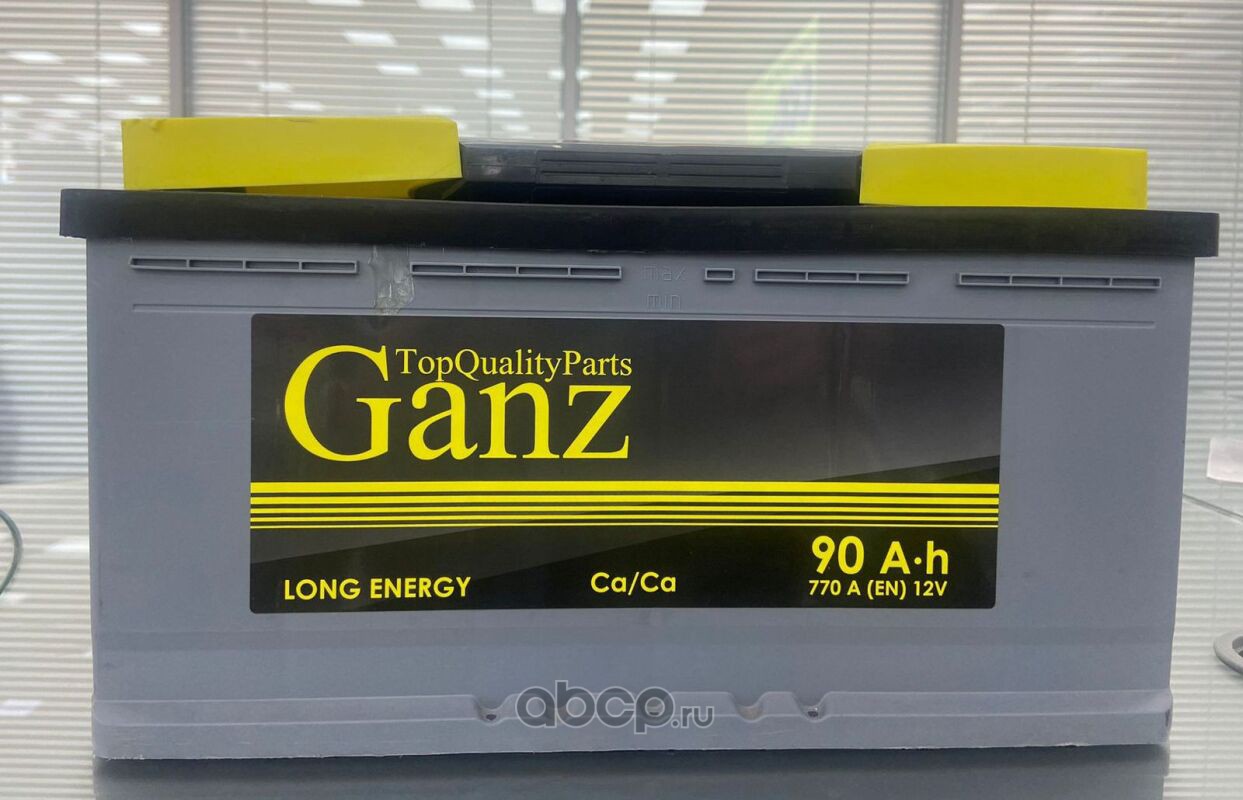 max
min
TopQualityParts
Ganz
90 A·h
LONG ENERGY
Ca/Ca
770 A (EN) 12V
abcp.ru